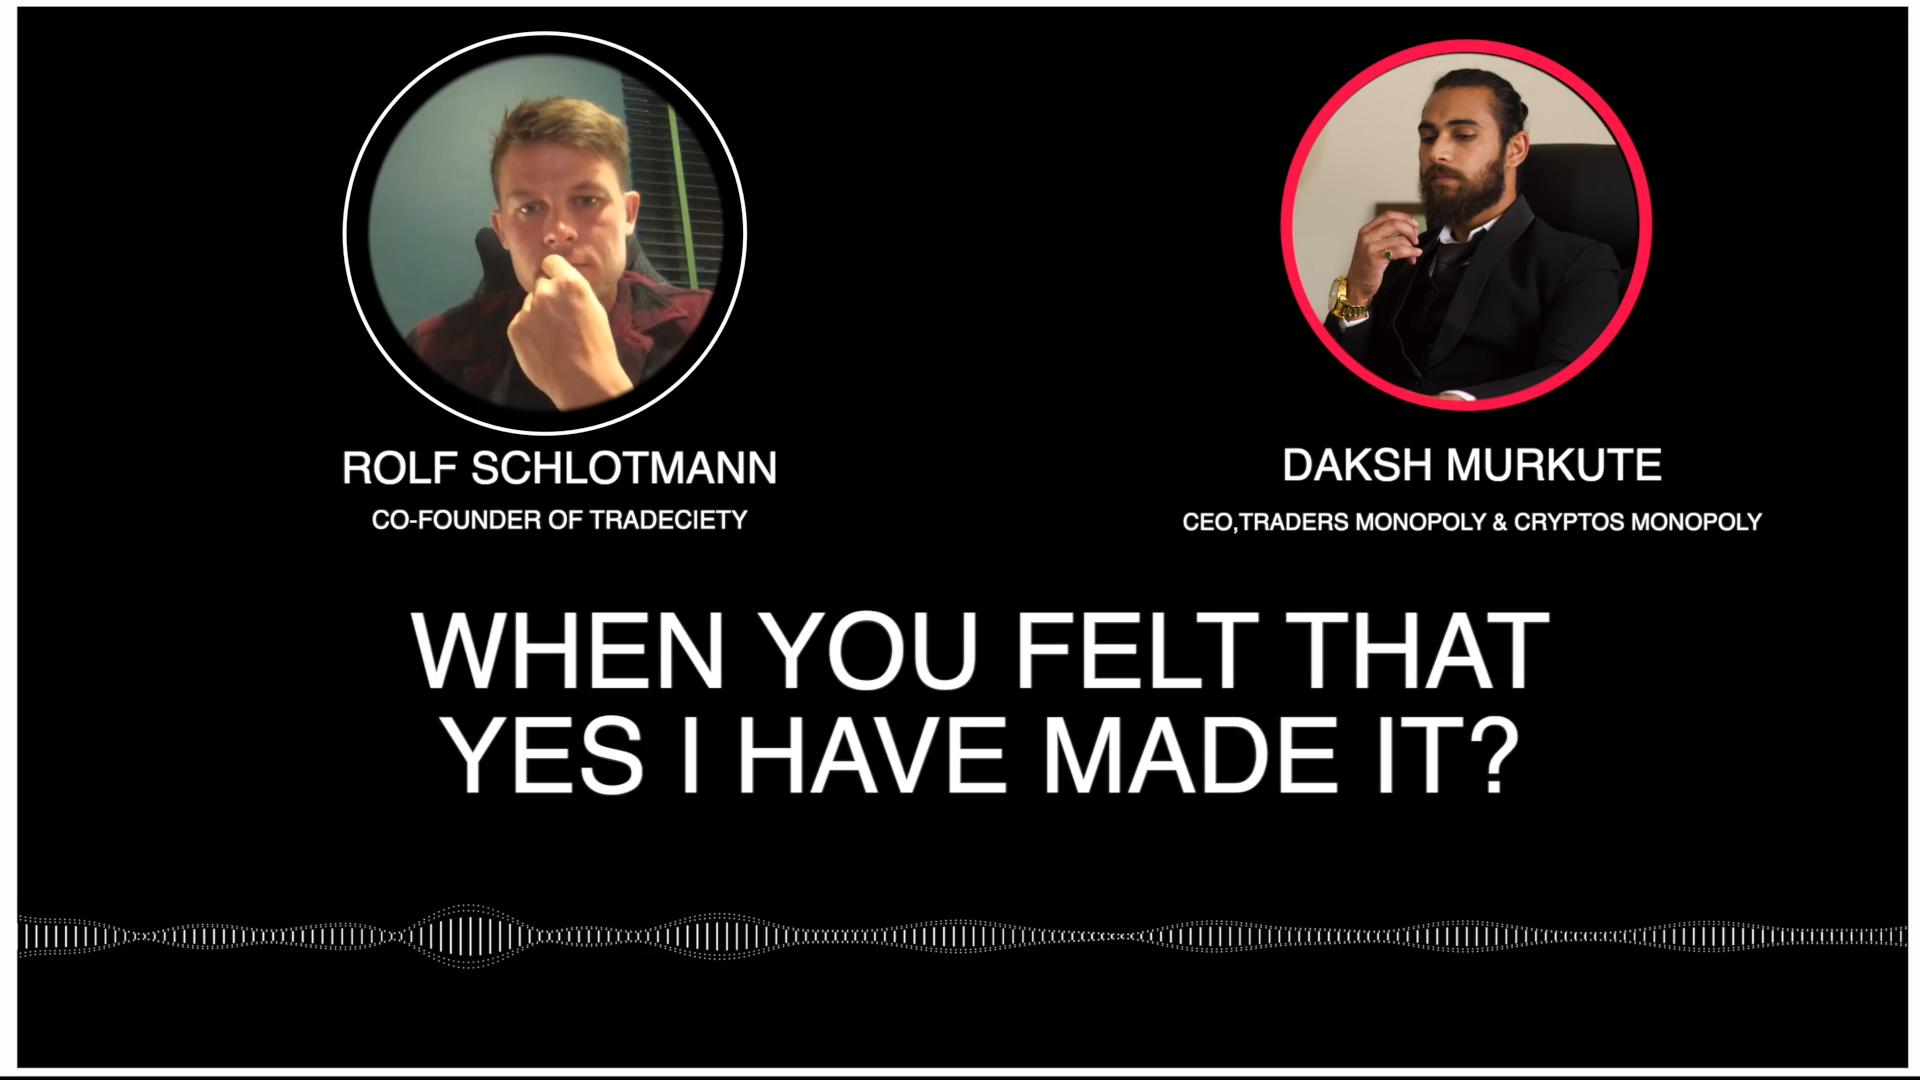 ROLF SCHLOTMANN
CO-FOUNDER OF TRADECIETY
DAKSH MURKUTE
CEO,TRADERS MONOPOLY & CRYPTOS MONOPOLY
WHEN YOU FELT THAT
YES I HAVE MADE IT?